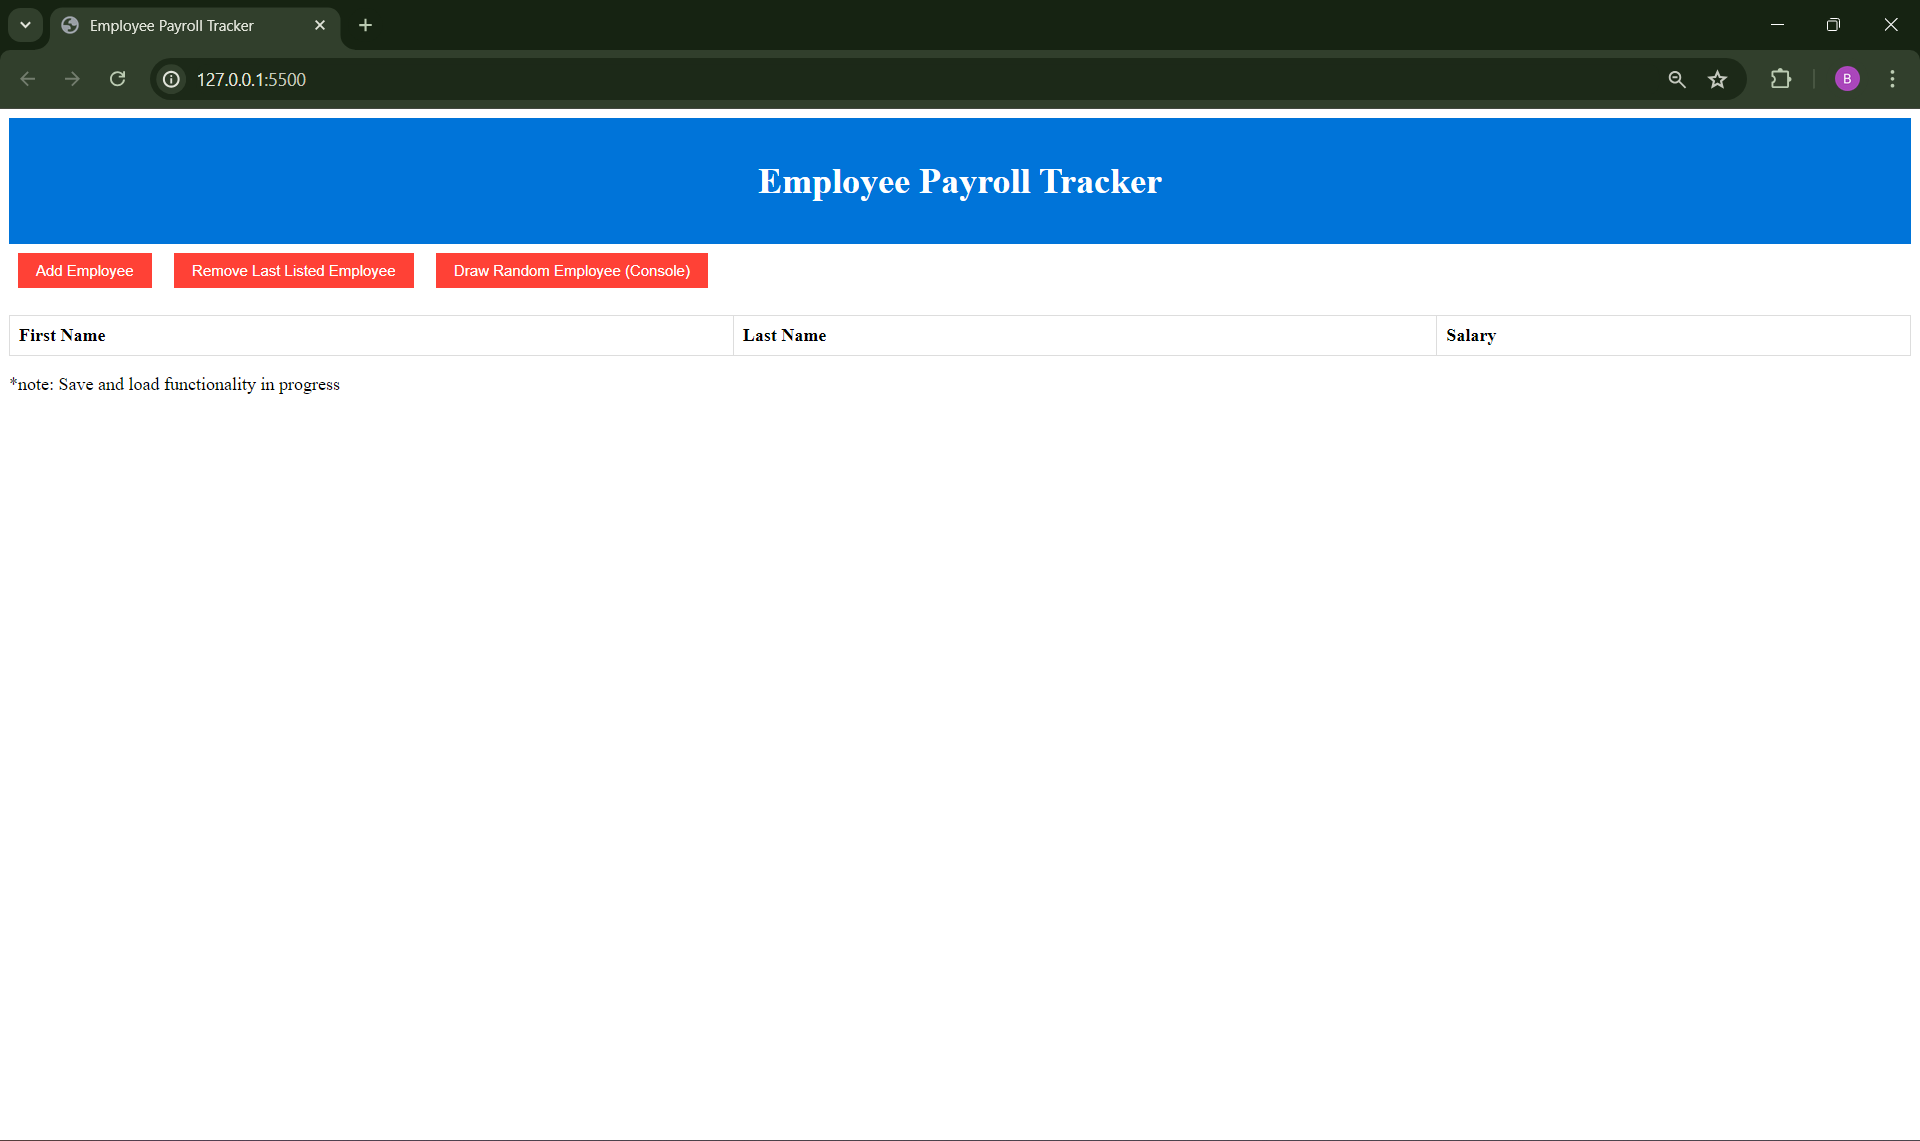 Employee Payroll Tracker
127.0.0.1:5500
B
Employee Payroll Tracker
Add Employee Remove Last Listed Employee Draw Random Employee (Console)
First Name Last Name Salary
*note: Save and load functionality in progress